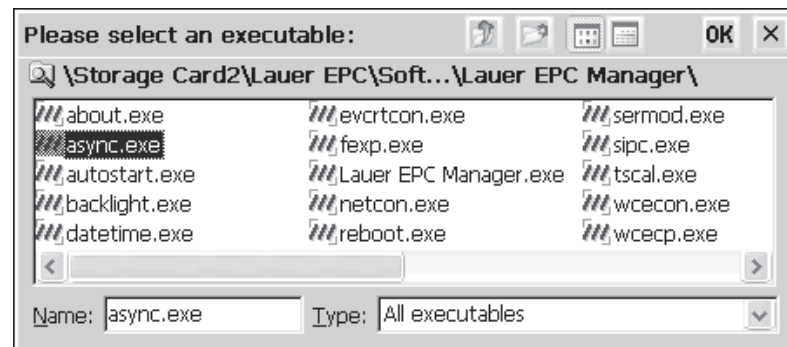 Please select an executable: OK
\Storage Card2\Lauer EPC\Soft...\Lauer EPC Manager\
about.exe evcrtcon.exe sermod.exe
async.exe fexp.exe sipc.exe
autostart.exe Lauer EPC Manager.exe tscal.exe
backlight.exe netcon.exe wcecon.exe
datetime.exe reboot.exe wcecp.exe
Name: async.exe Type: All executables